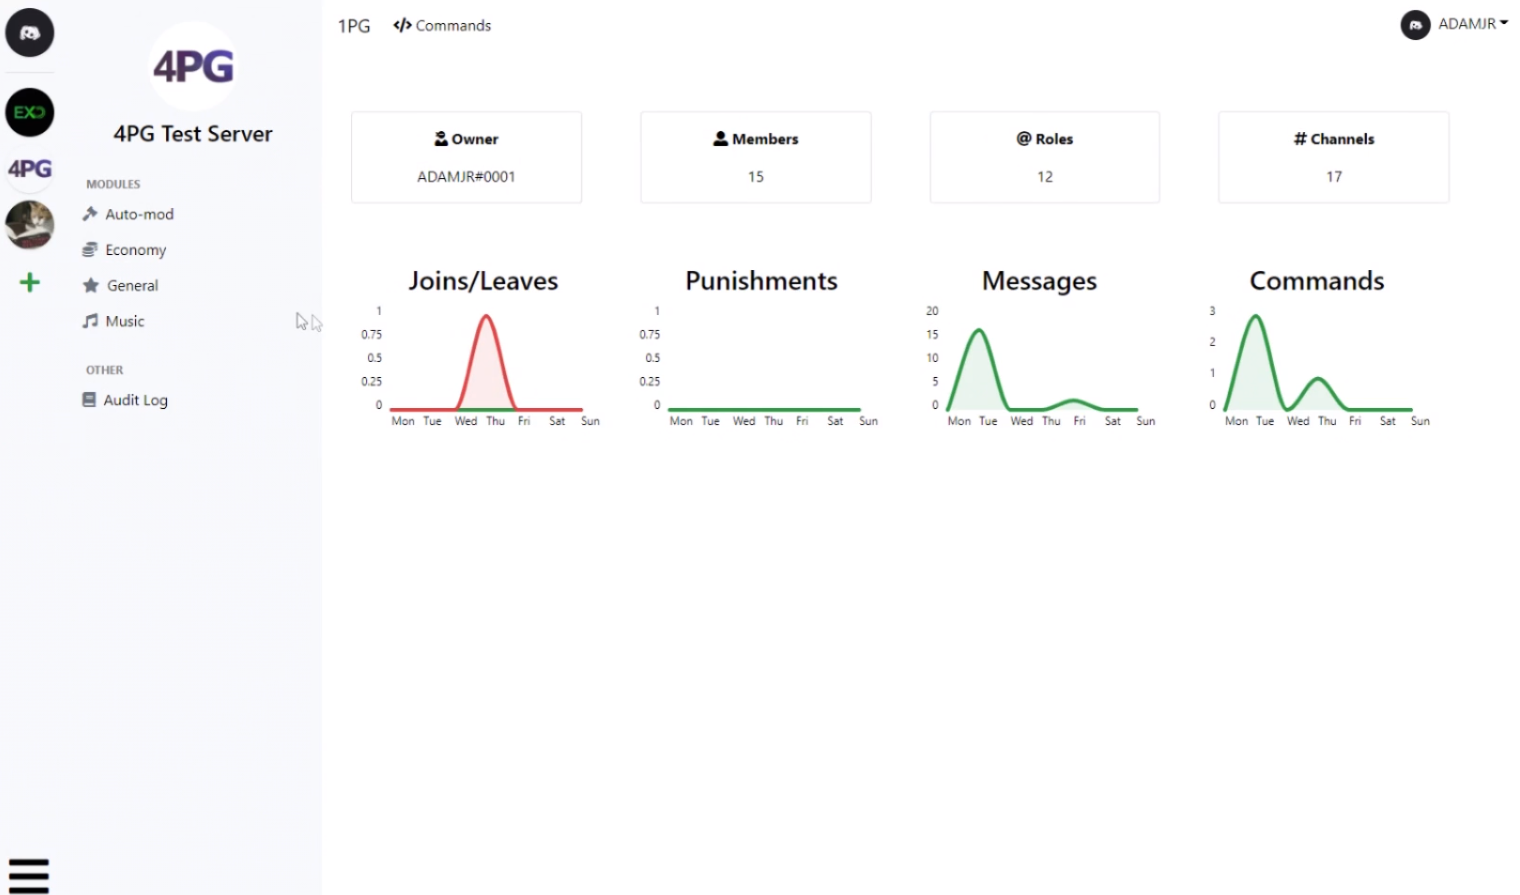 1PG
Commands
ADAMJR
EXD
4PG
4PG
4PG Test Server
MODULES
Auto-mod
Economy
General
Music
OTHER
Audit Log
Owner
ADAMJR#0001
Members
15
@ Roles
12
# Channels
17
Joins/Leaves
1
0.75
0.5
0.25
0
Mon Tue Wed Thu Fri Sat Sun
Punishments
1
0.75
0.5
0.25
0
Mon Tue Wed Thu Fri Sat Sun
Messages
20
15
10
5
0
Mon Tue Wed Thu Fri Sat Sun
Commands
3
2
1
0
Mon Tue Wed Thu Fri Sat Sun